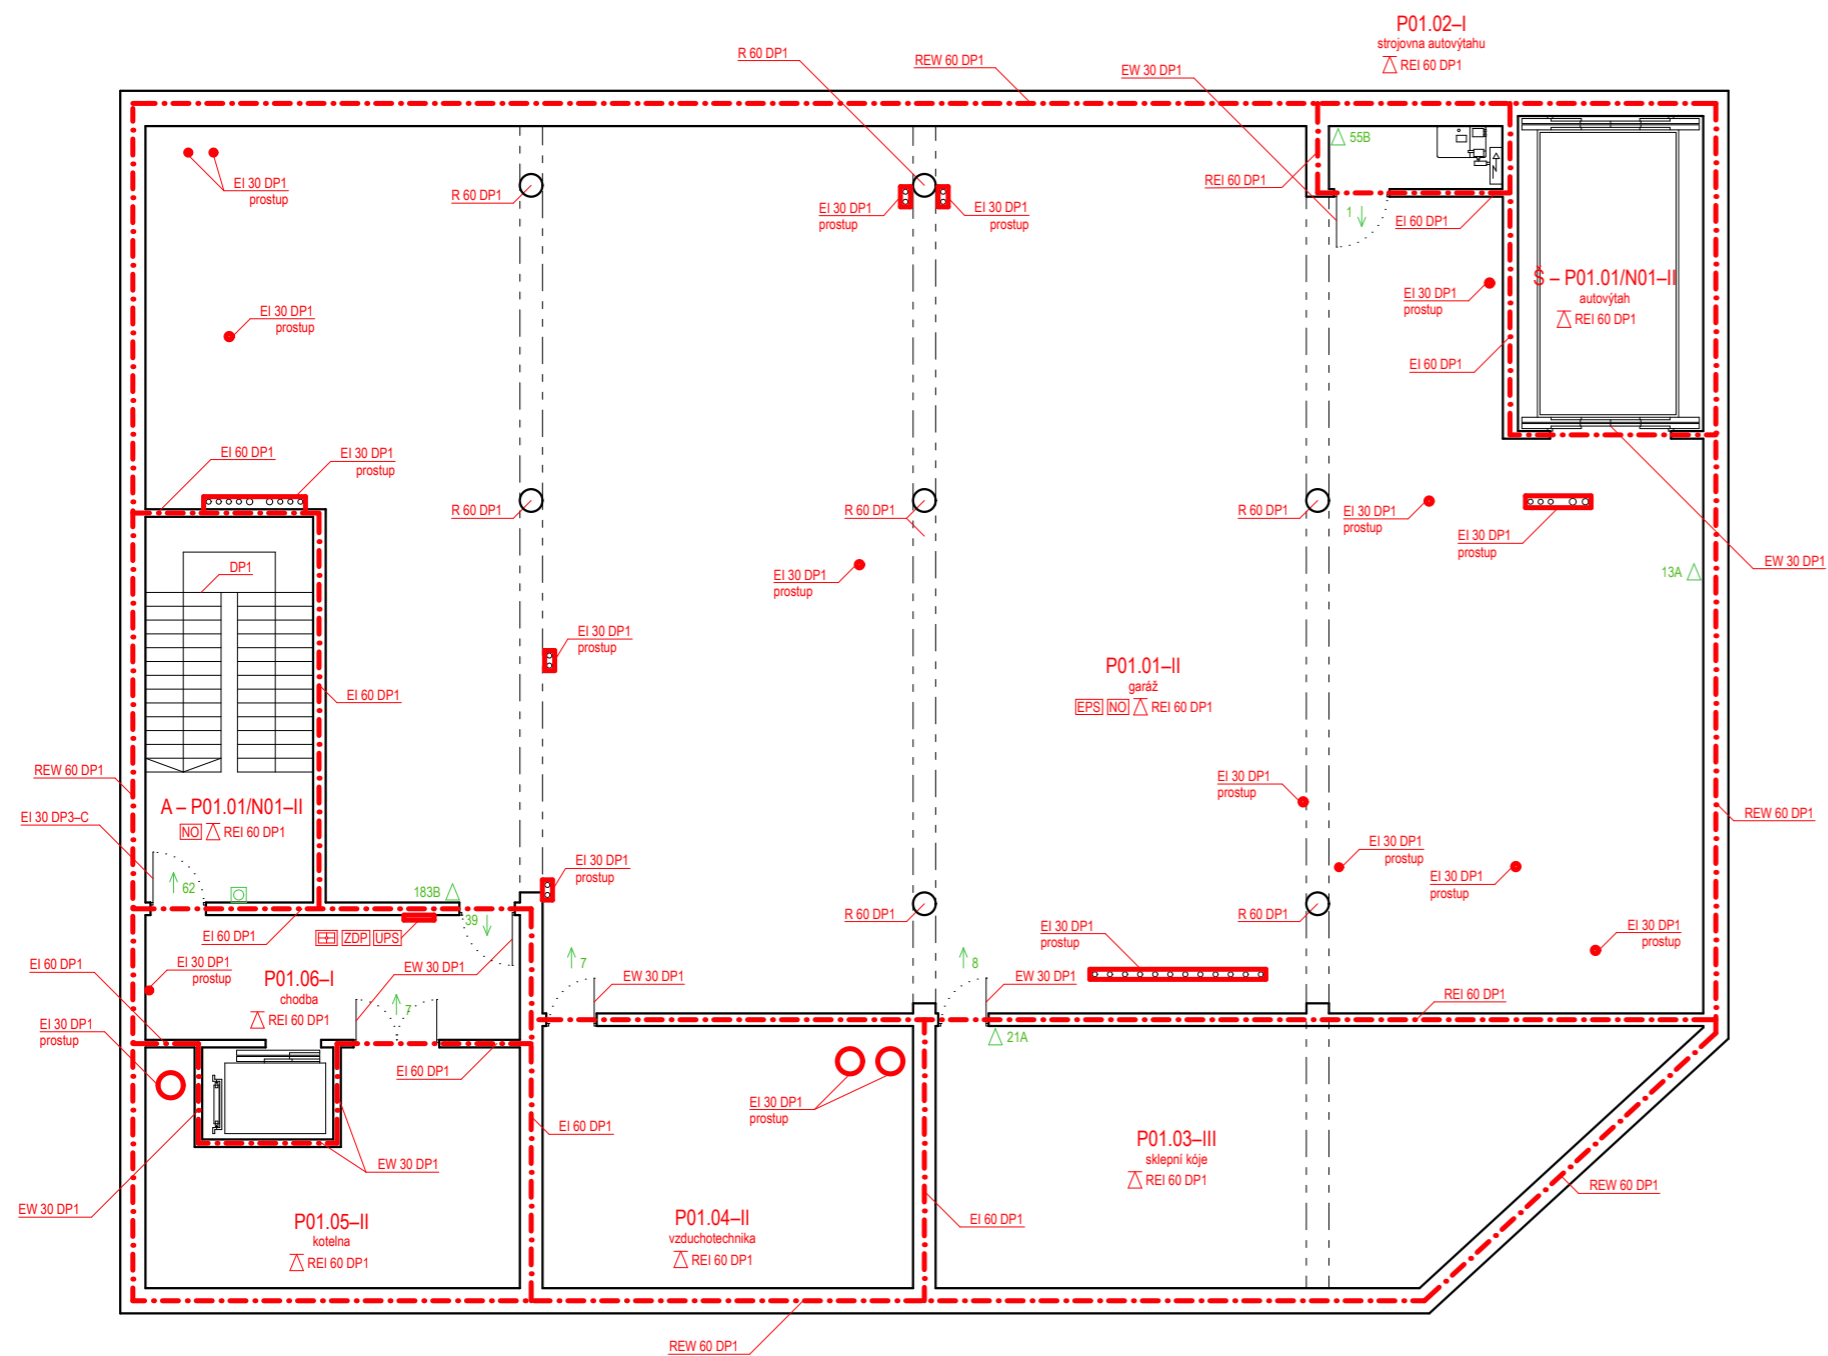 P01.02–I
strojovna autovýtahu
REI 60 DP1
R 60 DP1
REW 60 DP1
EW 30 DP1
55B
EI 30 DP1
prostup
R 60 DP1
EI 30 DP1
prostup
EI 30 DP1
prostup
REI 60 DP1
1
EI 60 DP1
EI 30 DP1
prostup
EI 30 DP1
prostup
Š – P01.01/N01–II
autovýtah
REI 60 DP1
EI 60 DP1
EI 60 DP1
EI 30 DP1
prostup
R 60 DP1
R 60 DP1
R 60 DP1
EI 30 DP1
prostup
EI 30 DP1
prostup
EW 30 DP1
13A
DP1
EI 30 DP1
prostup
EI 30 DP1
prostup
EI 60 DP1
P01.01–II
garáž
EPS NO REI 60 DP1
REW 60 DP1
EI 30 DP1
prostup
A – P01.01/N01–II
NO REI 60 DP1
EI 30 DP3–C
REW 60 DP1
EI 30 DP1
prostup
EI 30 DP1
prostup
EI 30 DP1
prostup
62
183B
39
R 60 DP1
R 60 DP1
EI 60 DP1
ZDP UPS
EI 30 DP1
prostup
EI 30 DP1
prostup
EI 60 DP1
EI 30 DP1
prostup
P01.06–I
chodba
REI 60 DP1
EW 30 DP1
7
EW 30 DP1
8
EW 30 DP1
REI 60 DP1
7
EI 30 DP1
prostup
21A
EI 60 DP1
EI 30 DP1
prostup
EI 60 DP1
P01.03–III
sklepní kóje
REI 60 DP1
EW 30 DP1
REW 60 DP1
EW 30 DP1
P01.05–II
kotelna
REI 60 DP1
P01.04–II
vzduchotechnika
REI 60 DP1
EI 60 DP1
REW 60 DP1